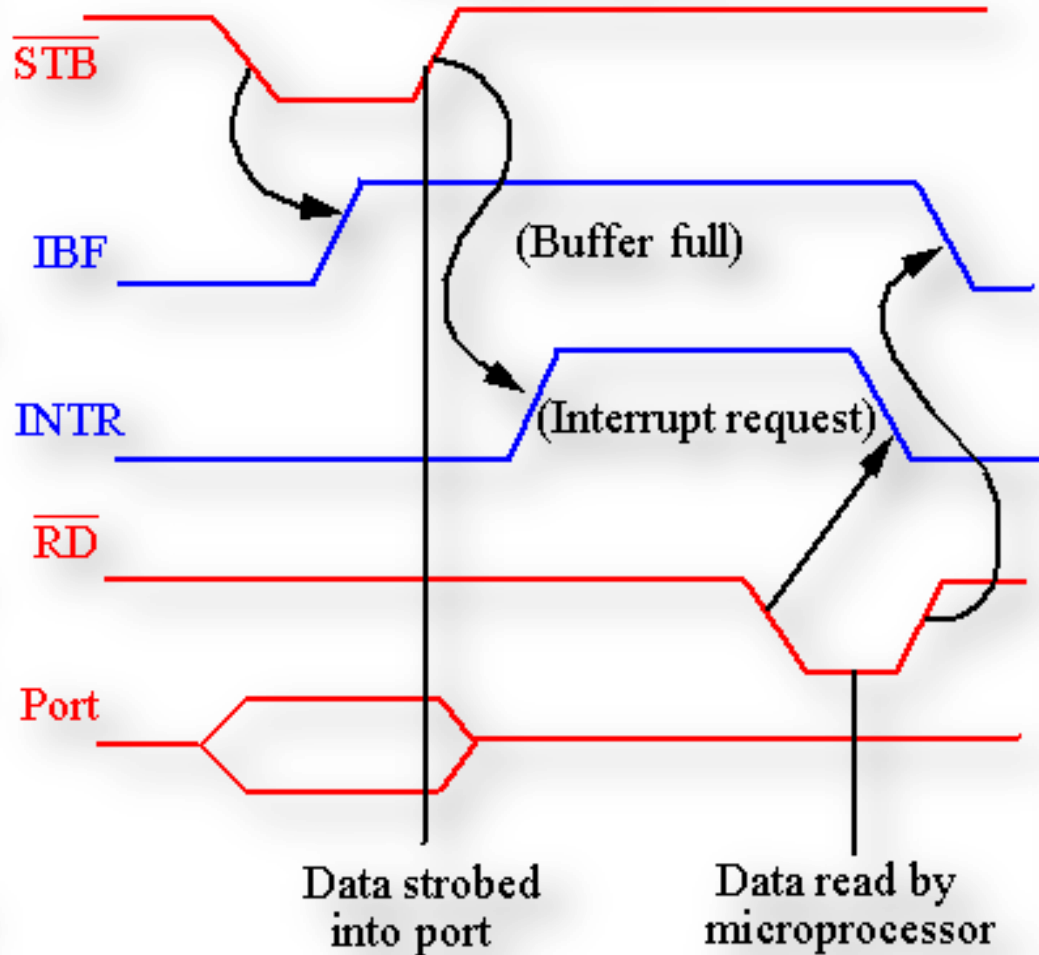 STB
IBF
(Buffer full)
INTR
(Interrupt request)
RD
Port
Data strobed
into port
Data read by
microprocessor